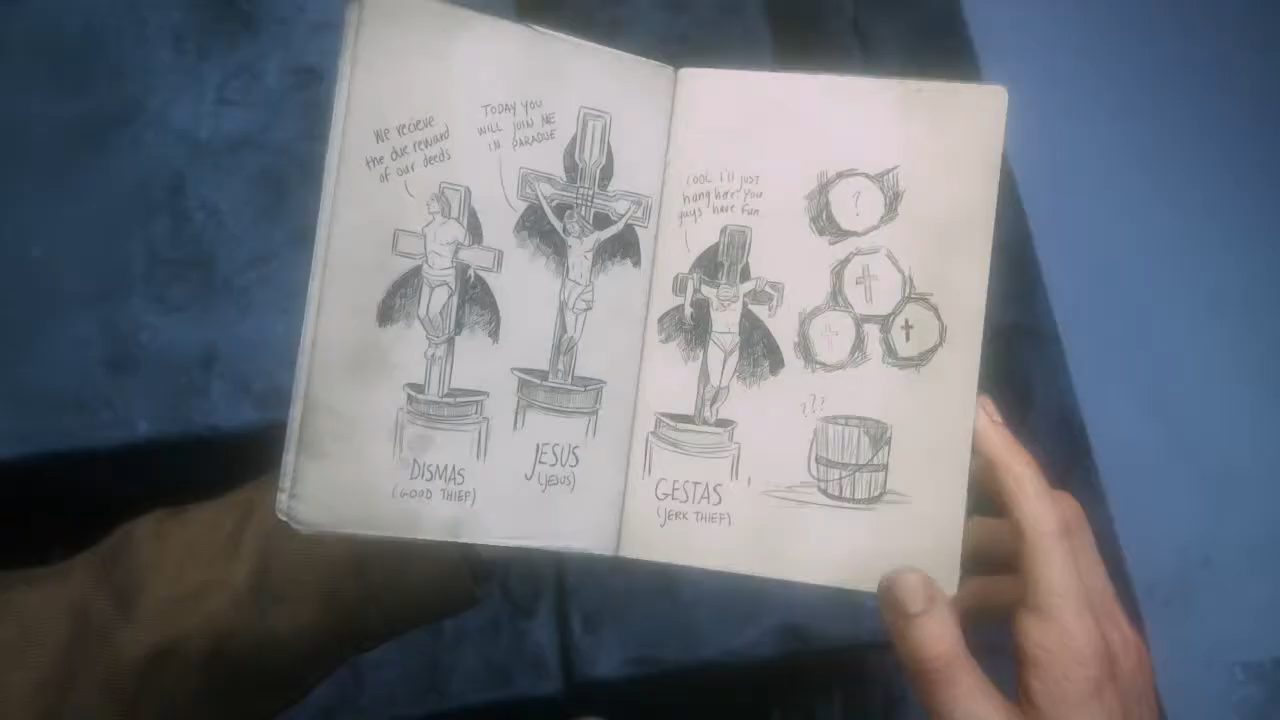 We recieve
the due reward
of our deeds
TODAY YOU
WILL JOIN ME
IN PARADISE
DISMAS
(GOOD THIEF)
JESUS
(JESUS)
COOL I'll JUST
hang here. You
guys have fun
GESTAS
(JERK THIEF)
?
???